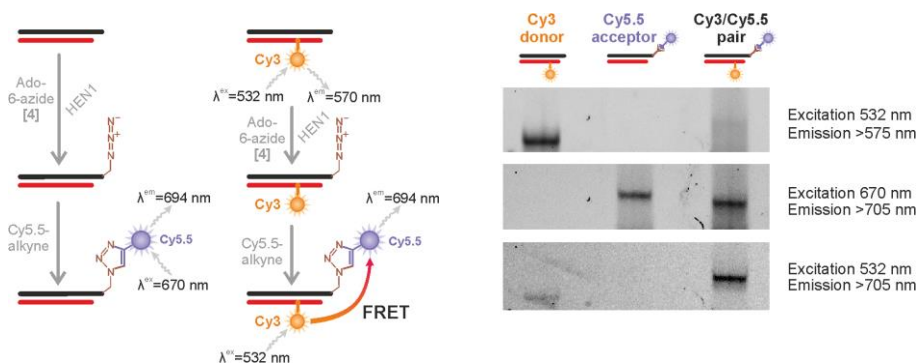 Ado-
6-azide
[4]
HEN1
N⁻
N⁺
N
Cy5.5-
alkyne
λᵉᵐ=694 nm
Cy5.5
N
N
N
λᵉˣ=670 nm
Cy3
λᵉˣ=532 nm
λᵉᵐ=570 nm
Ado-
6-azide
[4]
HEN1
N⁻
N⁺
N
Cy3
Cy5.5-
alkyne
λᵉᵐ=694 nm
Cy5.5
N
N
N
Cy3
FRET
λᵉˣ=532 nm
Cy3
donor
Cy5.5
acceptor
Cy3/Cy5.5
pair
Excitation 532 nm
Emission >575 nm
Excitation 670 nm
Emission >705 nm
Excitation 532 nm
Emission >705 nm